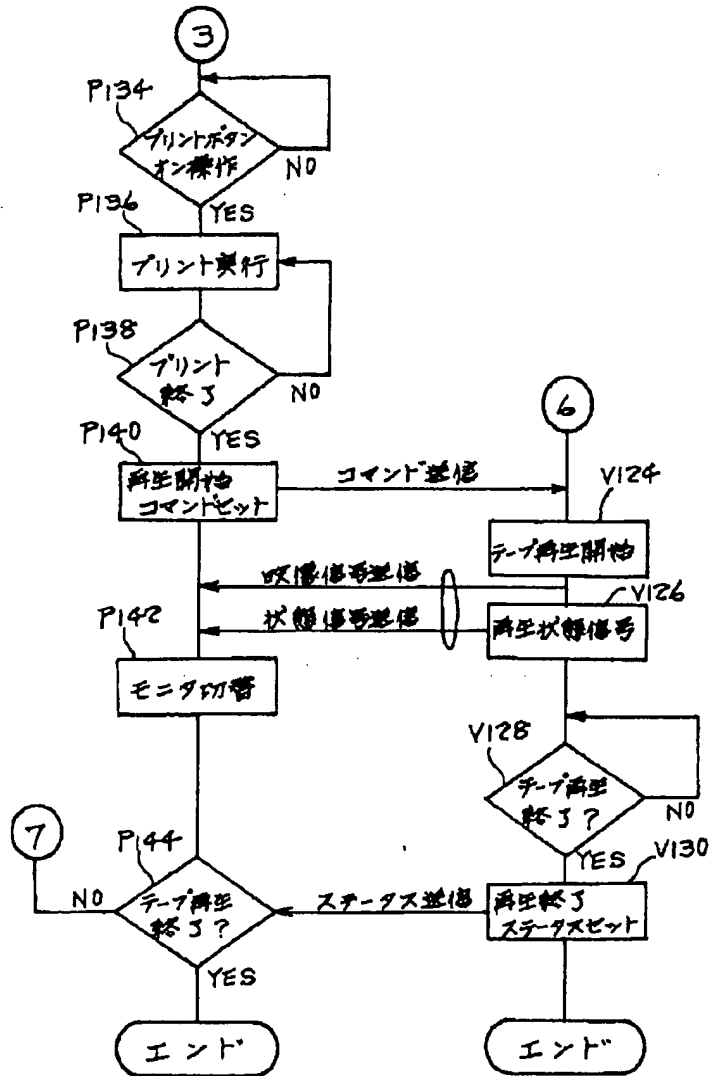 3
P134
プリントボタン
オン操作
NO
YES
P136
プリント実行
P138
プリント
終了
NO
YES
P140
再生開始
コマンドセット
コマンド送信
6
V124
テープ再生開始
映像信号送信
V126
状態信号送信
再生状態信号
P142
モニタ切替
V128
テープ再生
終了?
NO
YES
7
P144
NO
テープ再生
終了?
YES
ステータス送信
V130
再生終了
ステータスセット
エンド
エンド